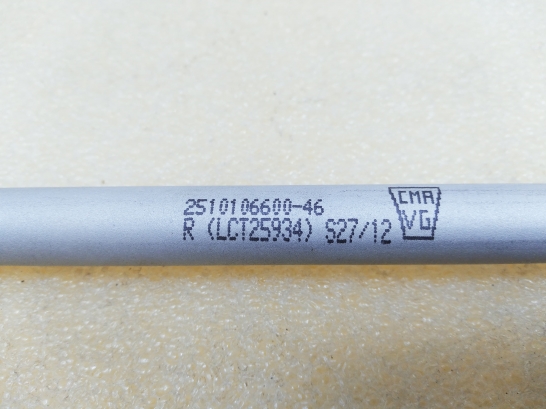 2510106600-46
R (LCT25934) S27/12
CMA
VG